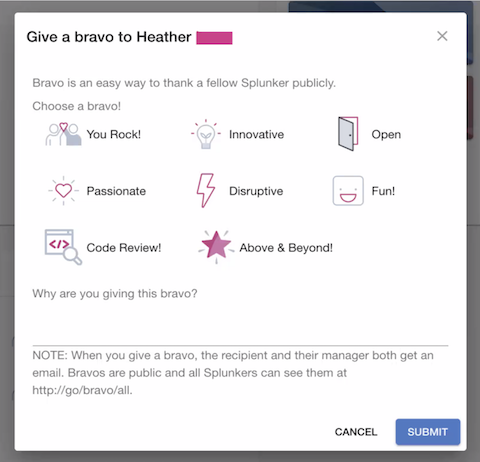 Give a bravo to Heather
Bravo is an easy way to thank a fellow Splunker publicly.
Choose a bravo!
You Rock!
Innovative
Open
Passionate
Disruptive
Fun!
</>
Code Review!
Above & Beyond!
Why are you giving this bravo?
NOTE: When you give a bravo, the recipient and their manager both get an
email. Bravos are public and all Splunkers can see them at
http://go/bravo/all.
CANCEL
SUBMIT